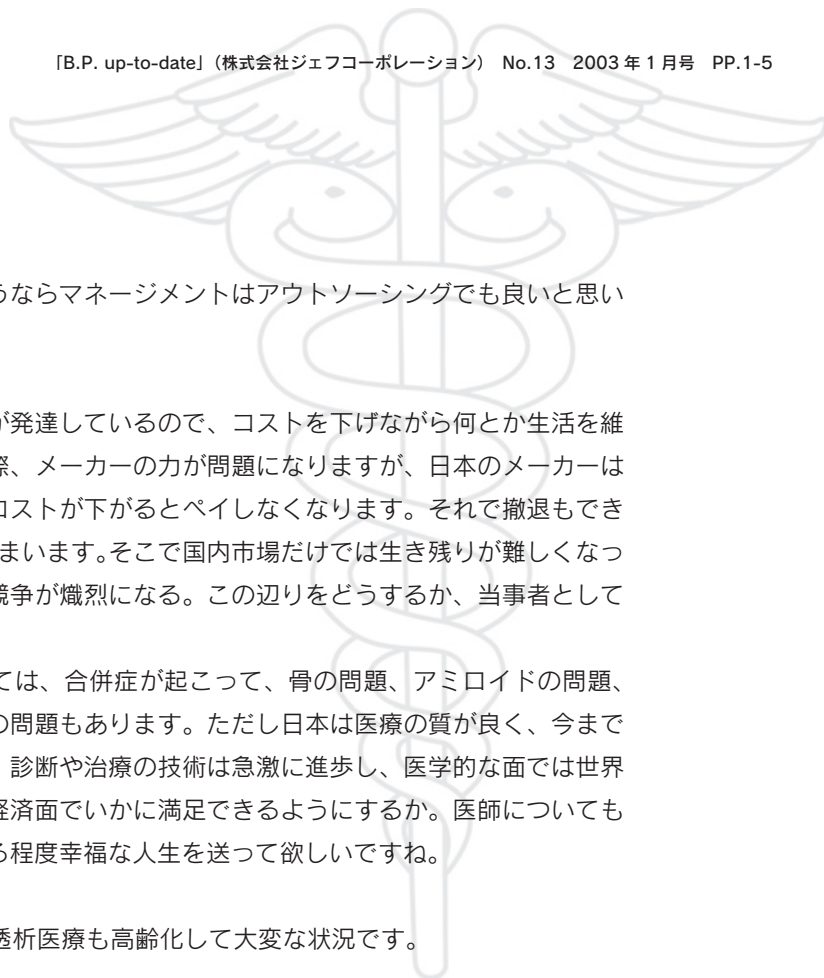 「B.P. up-to-date」（株式会社ジェフコーポレーション） No.13　2003 年 1 月号　PP.1-5
うならマネージメントはアウトソーシングでも良いと思い
が発達しているので、コストを下げながら何とか生活を維
際、メーカーの力が問題になりますが、日本のメーカーは
コストが下がるとペイしなくなります。それで撤退もでき
まいます。そこで国内市場だけでは生き残りが難しくなっ
競争が熾烈になる。この辺りをどうするか、当事者として
ては、合併症が起こって、骨の問題、アミロイドの問題、
の問題もあります。ただし日本は医療の質が良く、今まで
診断や治療の技術は急激に進歩し、医学的な面では世界
経済面でいかに満足できるようにするか。医師についても
る程度幸福な人生を送って欲しいですね。
透析医療も高齢化して大変な状況です。